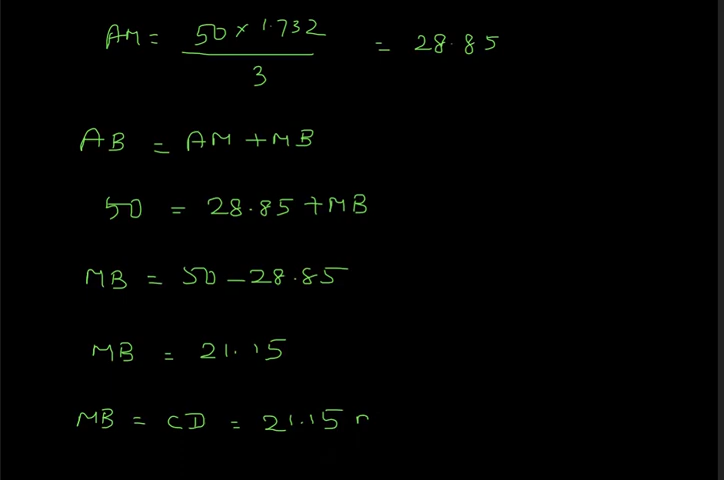 AM = 50 × 1.732 / 3 = 28.85
AB = AM + MB
50 = 28.85 + MB
MB = 50 - 28.85
MB = 21.15
MB = CD = 21.15